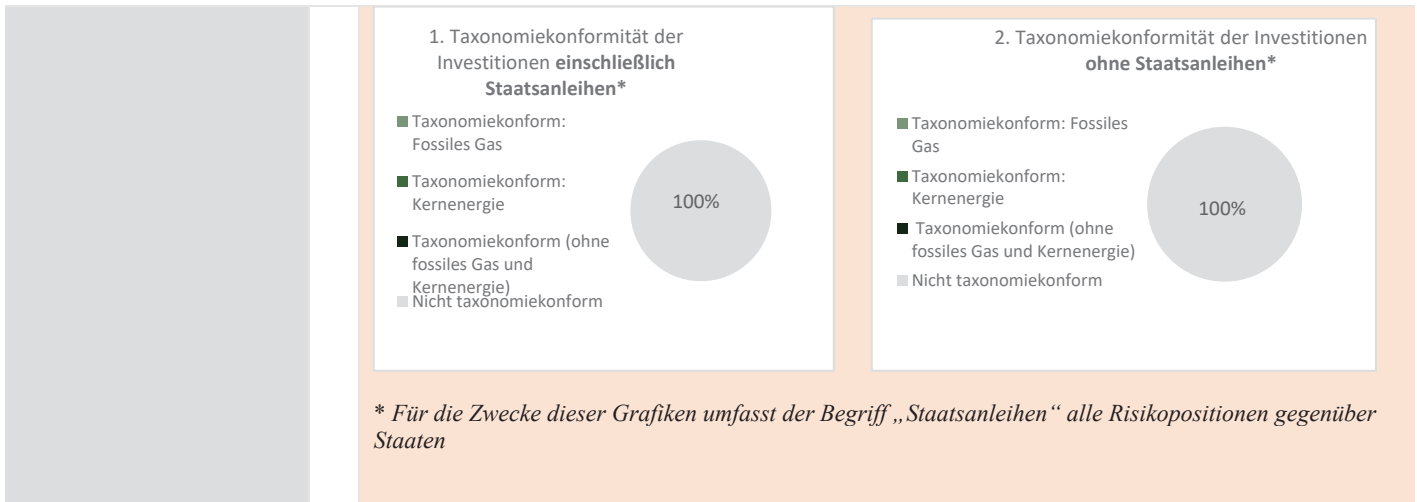 1. Taxonomiekonformität der
Investitionen einschließlich
Staatsanleihen*
Taxonomiekonform:
Fossiles Gas
Taxonomiekonform:
Kernenergie
Taxonomiekonform (ohne
fossiles Gas und
Kernenergie)
Nicht taxonomiekonform
100%
2. Taxonomiekonformität der Investitionen
ohne Staatsanleihen*
Taxonomiekonform: Fossiles
Gas
Taxonomiekonform:
Kernenergie
Taxonomiekonform (ohne
fossiles Gas und Kernenergie)
Nicht taxonomiekonform
100%
* Für die Zwecke dieser Grafiken umfasst der Begriff „Staatsanleihen“ alle Risikopositionen gegenüber
Staaten